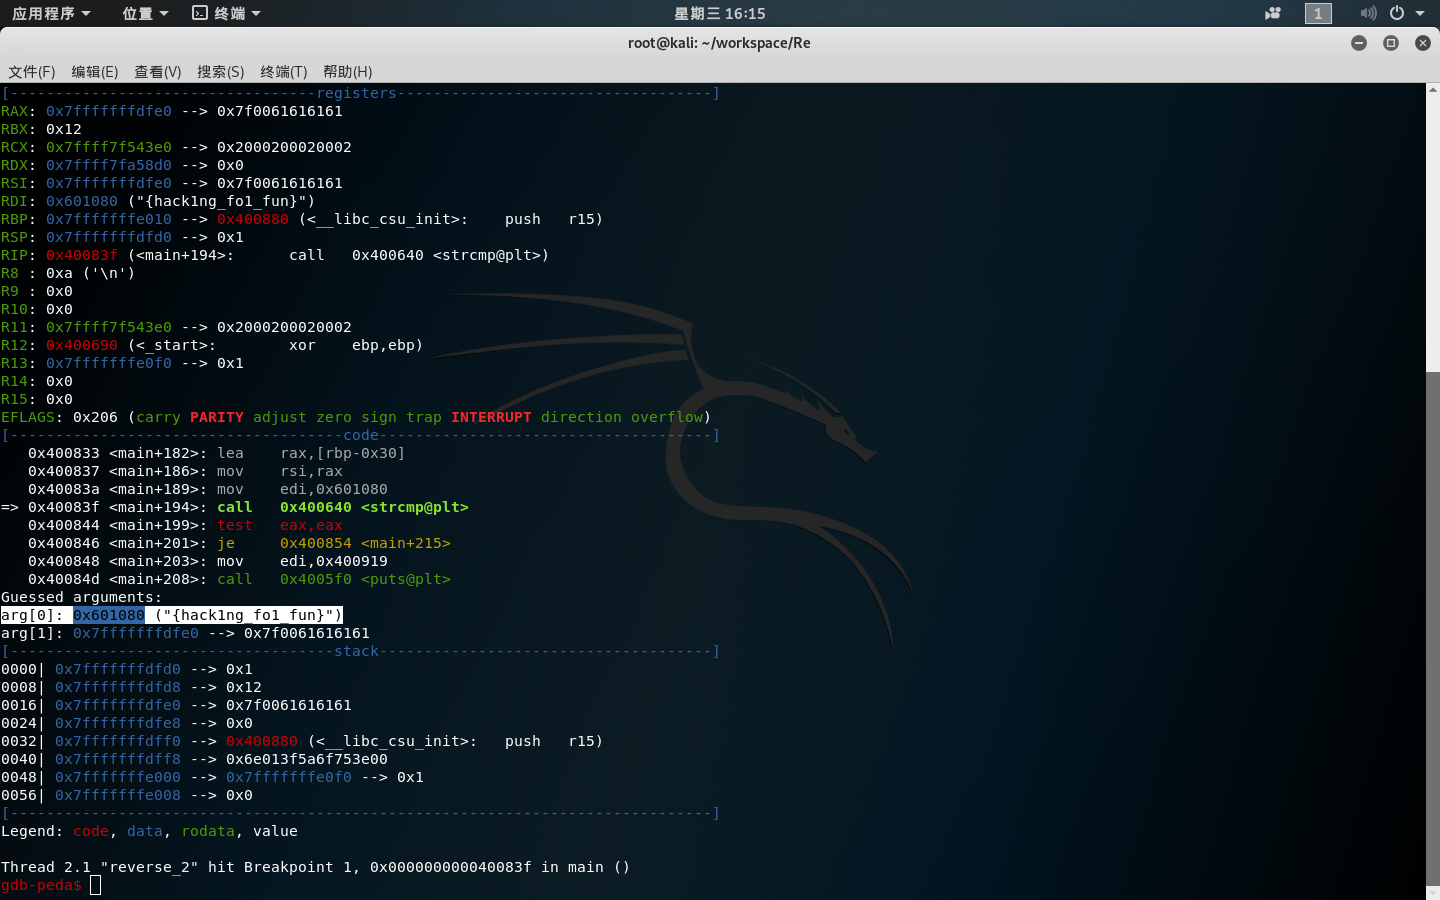 应用程序 位置 终端 星期三 16:15 1
root@kali: ~/workspace/Re
文件(F) 编辑(E) 查看(V) 搜索(S) 终端(T) 帮助(H)
[----------------------------------registers-----------------------------------]
RAX: 0x7fffffffdfe0 --> 0x7f0061616161
RBX: 0x12
RCX: 0x7ffff7f543e0 --> 0x2000200020002
RDX: 0x7ffff7fa58d0 --> 0x0
RSI: 0x7fffffffdfe0 --> 0x7f0061616161
RDI: 0x601080 ("{hack1ng_fo1_fun}")
RBP: 0x7fffffffe010 --> 0x400880 (<__libc_csu_init>:    push   r15)
RSP: 0x7fffffffdfd0 --> 0x1
RIP: 0x40083f (<main+194>:      call   0x400640 <strcmp@plt>)
R8 : 0xa ('\n')
R9 : 0x0
R10: 0x0
R11: 0x7ffff7f543e0 --> 0x2000200020002
R12: 0x400690 (<_start>:        xor    ebp,ebp)
R13: 0x7fffffffe0f0 --> 0x1
R14: 0x0
R15: 0x0
EFLAGS: 0x206 (carry PARITY adjust zero sign trap INTERRUPT direction overflow)
[-------------------------------------code-------------------------------------]
   0x400833 <main+182>: lea    rax,[rbp-0x30]
   0x400837 <main+186>: mov    rsi,rax
   0x40083a <main+189>: mov    edi,0x601080
=> 0x40083f <main+194>: call   0x400640 <strcmp@plt>
   0x400844 <main+199>: test   eax,eax
   0x400846 <main+201>: je     0x400854 <main+215>
   0x400848 <main+203>: mov    edi,0x400919
   0x40084d <main+208>: call   0x4005f0 <puts@plt>
Guessed arguments:
arg[0]: 0x601080 ("{hack1ng_fo1_fun}")
arg[1]: 0x7fffffffdfe0 --> 0x7f0061616161
[------------------------------------stack-------------------------------------]
0000| 0x7fffffffdfd0 --> 0x1
0008| 0x7fffffffdfd8 --> 0x12
0016| 0x7fffffffdfe0 --> 0x7f0061616161
0024| 0x7fffffffdfe8 --> 0x0
0032| 0x7fffffffdff0 --> 0x400880 (<__libc_csu_init>:   push   r15)
0040| 0x7fffffffdff8 --> 0x6e013f5a6f753e00
0048| 0x7fffffffe000 --> 0x7fffffffe0f0 --> 0x1
0056| 0x7fffffffe008 --> 0x0
[------------------------------------------------------------------------------]
Legend: code, data, rodata, value
Thread 2.1 "reverse_2" hit Breakpoint 1, 0x000000000040083f in main ()
gdb-peda$